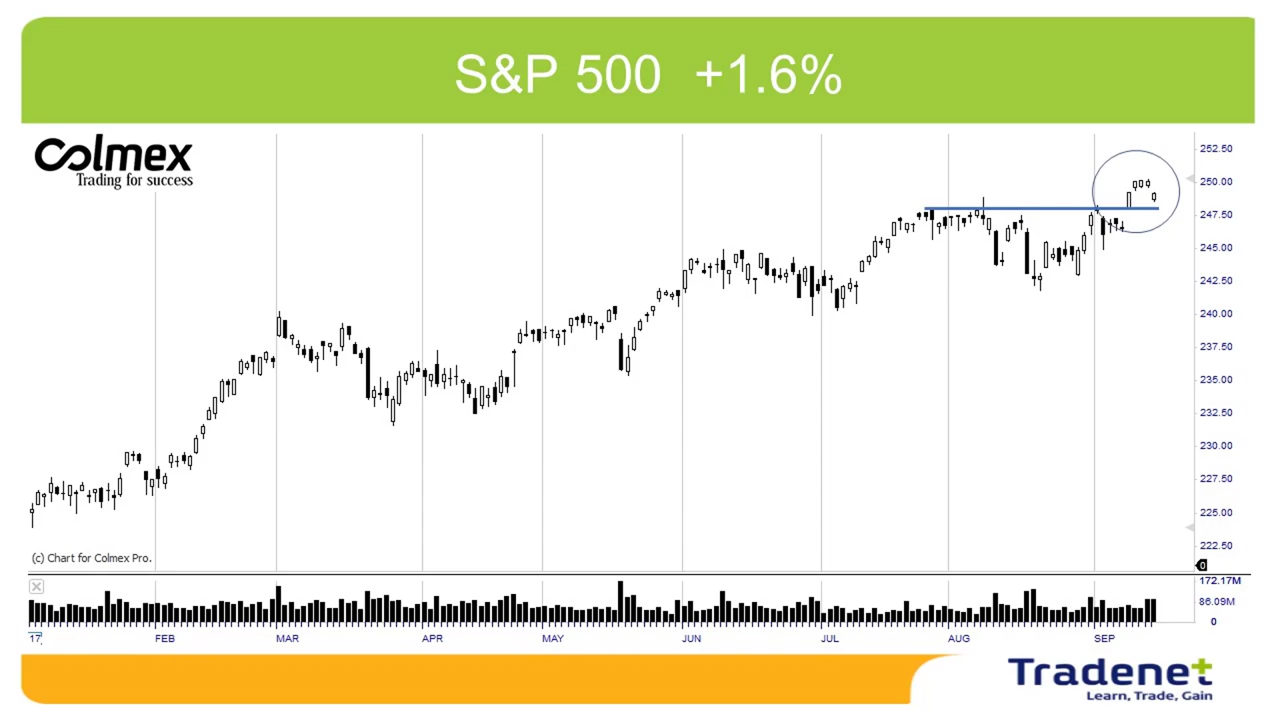 S&P 500 +1.6%
Colmex
Trading for success
252.50
250.00
247.50
245.00
242.50
240.00
237.50
235.00
232.50
230.00
227.50
225.00
222.50
(c) Chart for Colmex Pro.
0
172.17M
86.09M
0
17, FEB MAR APR MAY JUN JUL AUG SEP
Tradenet
Learn, Trade, Gain